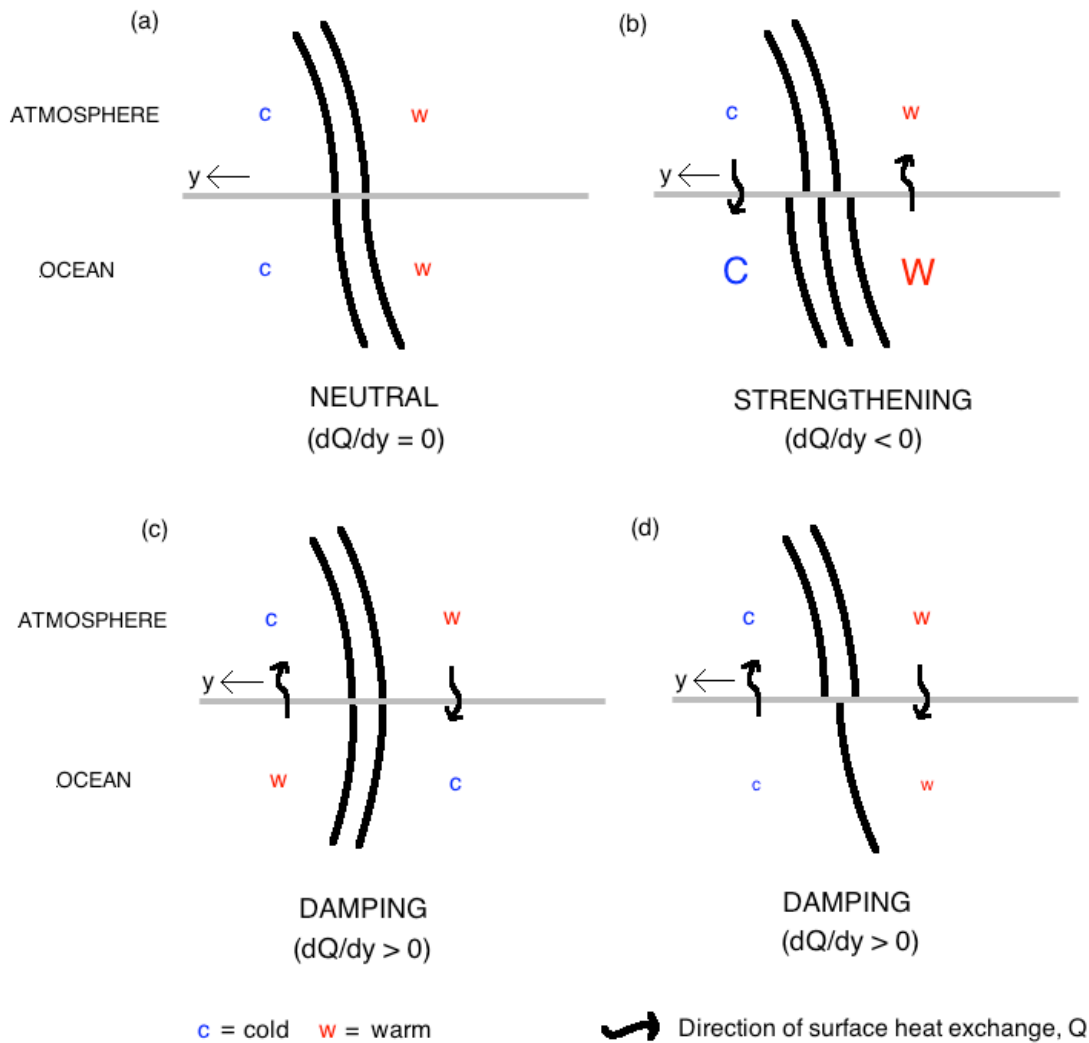 (a)
(b)
ATMOSPHERE
c
w
c
w
y
y
.OCEAN
c
w
C
W
NEUTRAL
(dQ/dy = 0)
STRENGTHENING
(dQ/dy < 0)
(c)
(d)
ATMOSPHERE
c
w
c
w
y
y
.OCEAN
w
c
c
w
DAMPING
(dQ/dy > 0)
DAMPING
(dQ/dy > 0)
c = cold
w = warm
Direction of surface heat exchange, Q